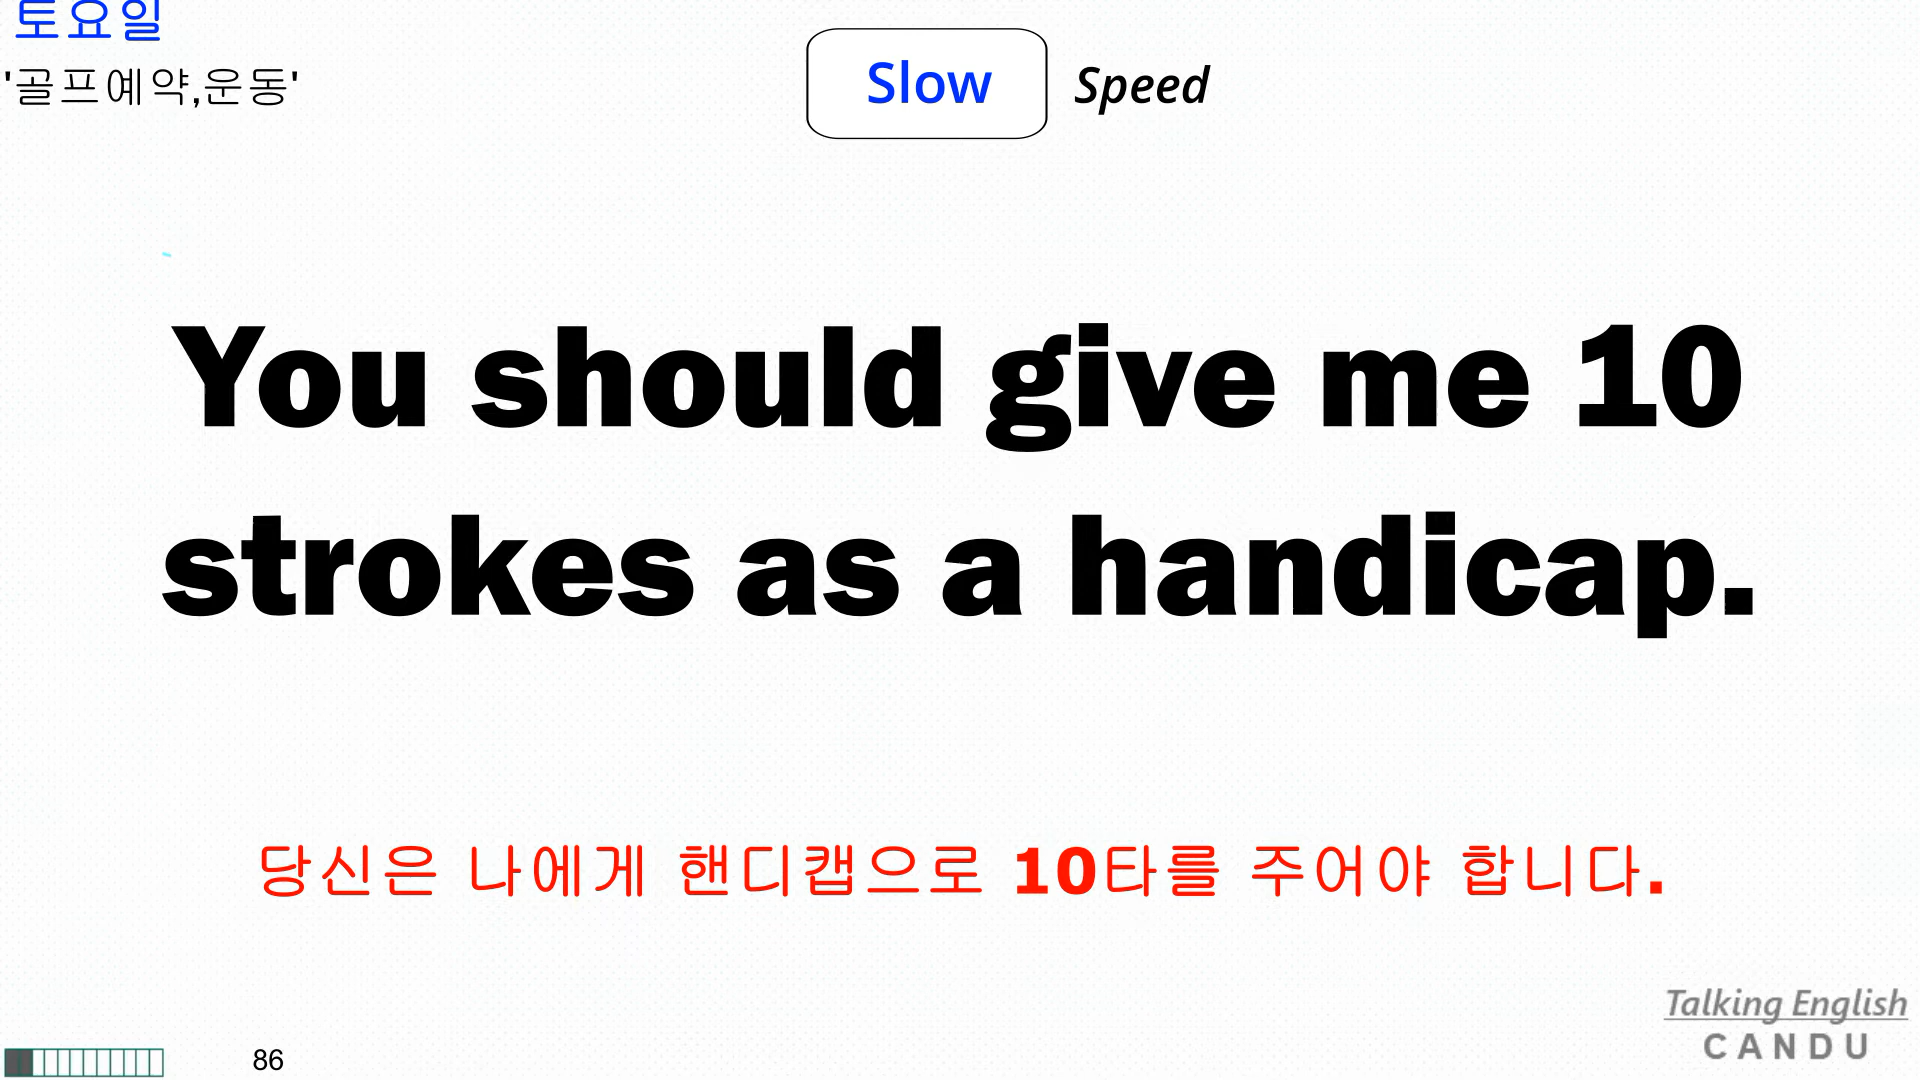 토요일
'골프예약,운동'
Slow Speed
You should give me 10
strokes as a handicap.
당신은 나에게 핸디캡으로 10타를 주어야 합니다.
Talking English
CANDU
86